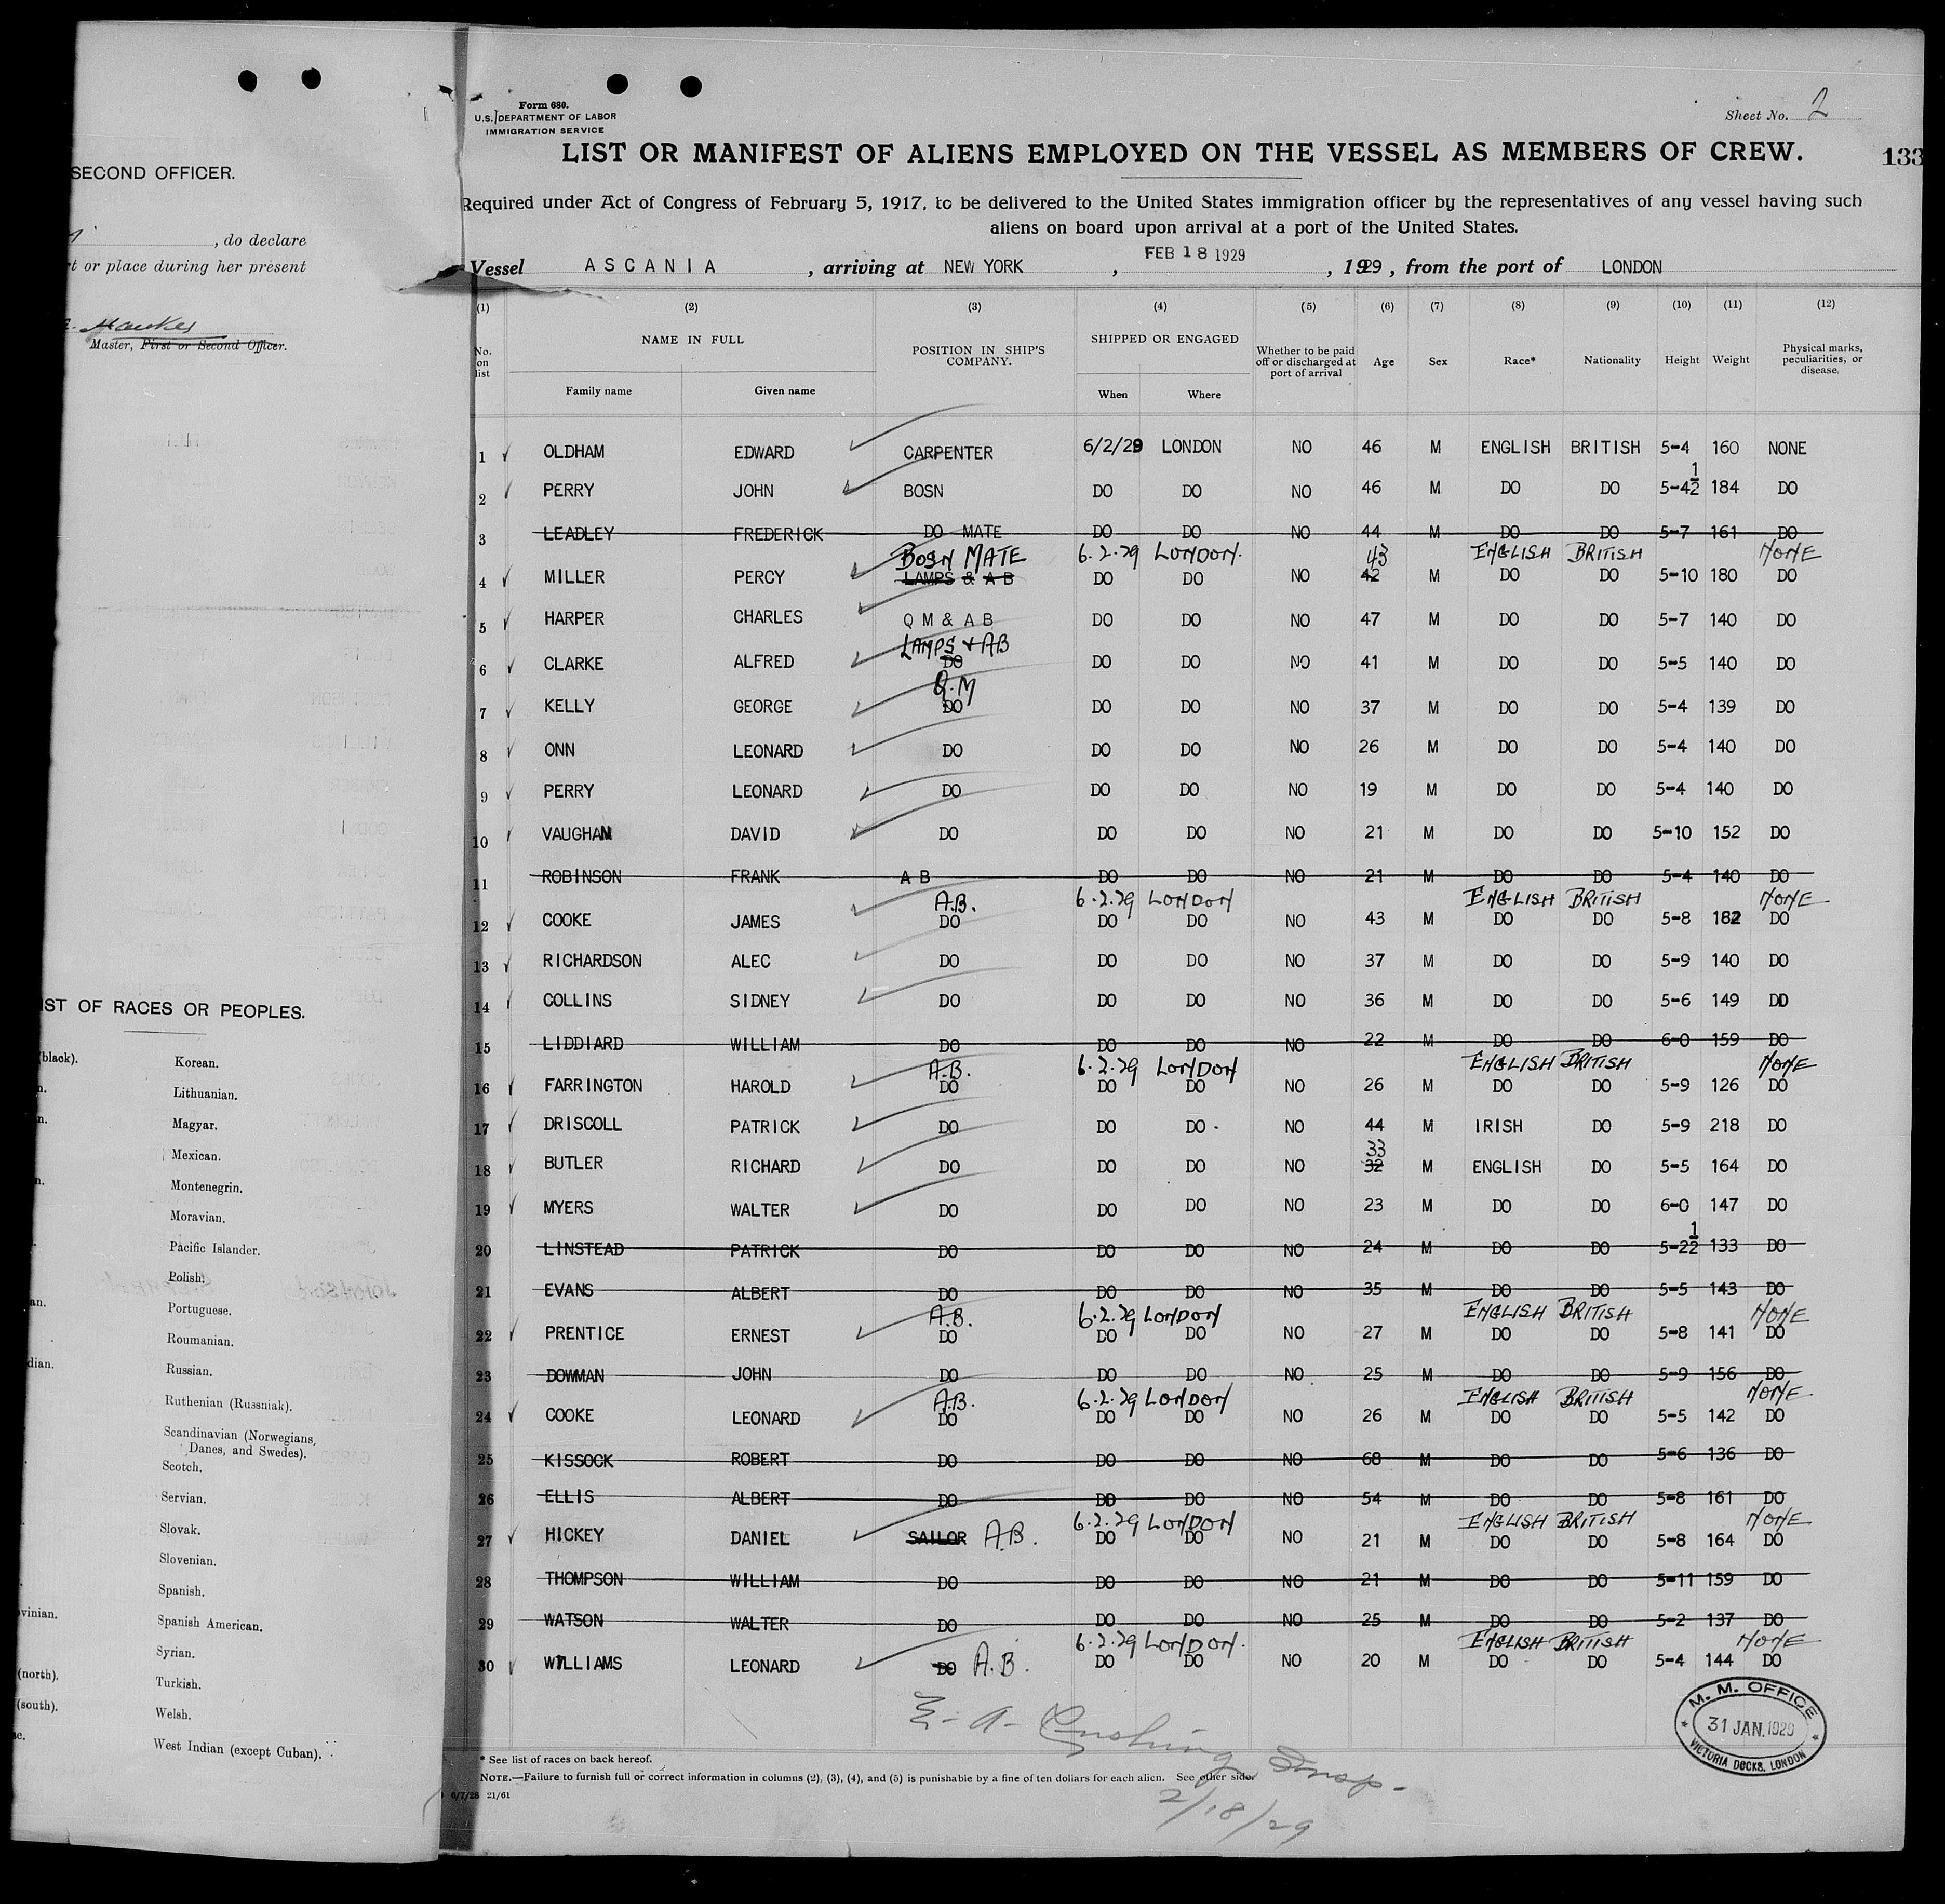 SECOND OFFICER.
, do declare
rt or place during her present
Hawkes
Master, First or Second Officer.
IST OF RACES OR PEOPLES.
(black).
Korean.
Lithuanian.
Magyar.
Mexican.
Montenegrin.
Moravian.
Pacific Islander.
Polish.
Portuguese.
Roumanian.
Russian.
Ruthenian (Russniak).
Scandinavian (Norwegians,
Danes, and Swedes).
Scotch.
Servian.
Slovak.
Slovenian.
Spanish.
Spanish American.
Syrian.
(north).
Turkish.
(south).
Welsh.
West Indian (except Cuban).
Form 680.
U.S. DEPARTMENT OF LABOR
IMMIGRATION SERVICE
Sheet No. 2
LIST OR MANIFEST OF ALIENS EMPLOYED ON THE VESSEL AS MEMBERS OF CREW.
133
Required under Act of Congress of February 5, 1917, to be delivered to the United States immigration officer by the representatives of any vessel having such
aliens on board upon arrival at a port of the United States.
Vessel ASCANIA , arriving at NEW YORK , FEB 18 1929 , 1929 , from the port of LONDON
(1) (2) (3) (4) (5) (6) (7) (8) (9) (10) (11) (12)
No. on list
NAME IN FULL
Family name Given name
POSITION IN SHIP'S COMPANY.
SHIPPED OR ENGAGED
When Where
Whether to be paid off or discharged at port of arrival
Age Sex Race* Nationality Height Weight
Physical marks, peculiarities, or disease.
1 OLDHAM EDWARD CARPENTER 6/2/29 LONDON NO 46 M ENGLISH BRITISH 5-4 160 NONE
2 PERRY JOHN BOSN DO DO NO 46 M DO DO 5-4½ 184 DO
3 LEADLEY FREDERICK DO MATE DO DO NO 44 M DO DO 5-7 161 DO
BOSN MATE 6.2.29 LONDON. 43 ENGLISH BRITISH NONE
4 MILLER PERCY LAMPS & A B DO DO NO 42 M DO DO 5-10 180 DO
5 HARPER CHARLES Q M & A B DO DO NO 47 M DO DO 5-7 140 DO
LAMPS & AB
6 CLARKE ALFRED DO DO DO NO 41 M DO DO 5-5 140 DO
Q.M
7 KELLY GEORGE DO DO DO NO 37 M DO DO 5-4 139 DO
8 ONN LEONARD DO DO DO NO 26 M DO DO 5-4 140 DO
9 PERRY LEONARD DO DO DO NO 19 M DO DO 5-4 140 DO
10 VAUGHAN DAVID DO DO DO NO 21 M DO DO 5-10 152 DO
11 ROBINSON FRANK A B DO DO NO 21 M DO DO 5-4 140 DO
A.B. 6.2.29 LONDON ENGLISH BRITISH NONE
12 COOKE JAMES DO DO DO NO 43 M DO DO 5-8 182 DO
13 RICHARDSON ALEC DO DO DO NO 37 M DO DO 5-9 140 DO
14 COLLINS SIDNEY DO DO DO NO 36 M DO DO 5-6 149 DO
15 LIDDIARD WILLIAM DO DO DO NO 22 M DO DO 6-0 159 DO
A.B. 6.2.29 LONDON ENGLISH BRITISH NONE
16 FARRINGTON HAROLD DO DO DO NO 26 M DO DO 5-9 126 DO
17 DRISCOLL PATRICK DO DO DO NO 44 M IRISH DO 5-9 218 DO
33
18 BUTLER RICHARD DO DO DO NO 32 M ENGLISH DO 5-5 164 DO
19 MYERS WALTER DO DO DO NO 23 M DO DO 6-0 147 DO
20 LINSTEAD PATRICK DO DO DO NO 24 M DO DO 5-2½ 133 DO
21 EVANS ALBERT DO DO DO NO 35 M DO DO 5-5 143 DO
A.B. 6.2.29 LONDON ENGLISH BRITISH NONE
22 PRENTICE ERNEST DO DO DO NO 27 M DO DO 5-8 141 DO
23 DOWMAN JOHN DO DO DO NO 25 M DO DO 5-9 156 DO
A.B. 6.2.29 LONDON ENGLISH BRITISH NONE
24 COOKE LEONARD DO DO DO NO 26 M DO DO 5-5 142 DO
25 KISSOCK ROBERT DO DO DO NO 68 M DO DO 5-6 136 DO
26 ELLIS ALBERT DO DO DO NO 54 M DO DO 5-8 161 DO
6.2.29 LONDON ENGLISH BRITISH NONE
27 HICKEY DANIEL SAILOR A.B. DO DO NO 21 M DO DO 5-8 164 DO
28 THOMPSON WILLIAM DO DO DO NO 21 M DO DO 5-11 159 DO
29 WATSON WALTER DO DO DO NO 25 M DO DO 5-2 137 DO
6.2.29 LONDON. ENGLISH BRITISH NONE
30 WILLIAMS LEONARD DO A.B. DO DO NO 20 M DO DO 5-4 144 DO
E. A. Cushing Insp.
2/18/29
M. M. OFFICE
31 JAN. 1929
VICTORIA DOCKS, LONDON
* See list of races on back hereof.
NOTE.—Failure to furnish full or correct information in columns (2), (3), (4), and (5) is punishable by a fine of ten dollars for each alien. See other side.
6/7/28 21/61